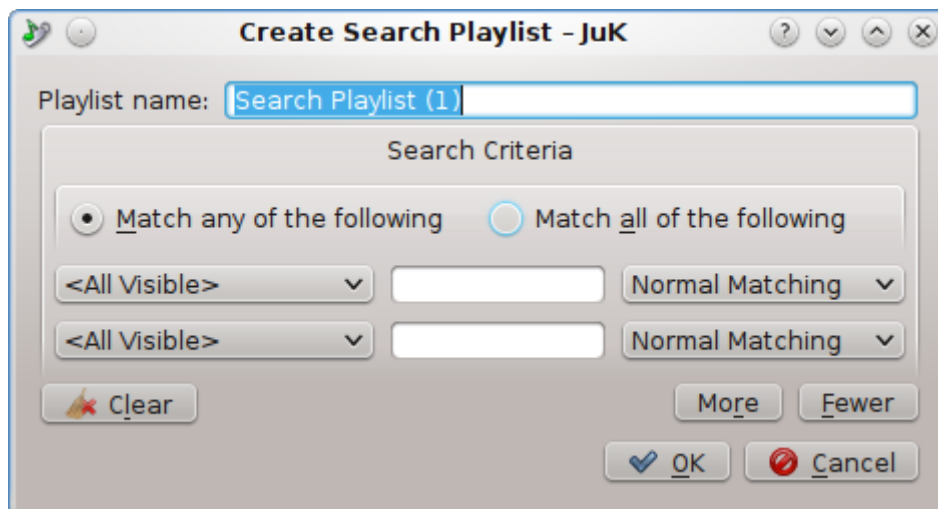 Create Search Playlist – JuK
Playlist name: Search Playlist (1)
Search Criteria
Match any of the following Match all of the following
<All Visible> Normal Matching
<All Visible> Normal Matching
Clear More Fewer
OK Cancel